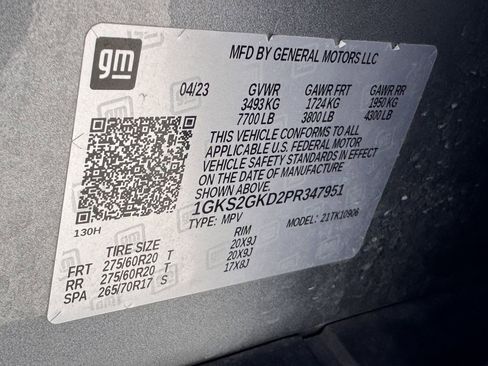 gm
MFD BY GENERAL MOTORS LLC
04/23 GVWR GAWR FRT GAWR RR
3493 KG 1724 KG 1950 KG
7700 LB 3800 LB 4300 LB
THIS VEHICLE CONFORMS TO ALL
APPLICABLE U.S. FEDERAL MOTOR
VEHICLE SAFETY STANDARDS IN EFFECT
ON THE DATE OF MANUFACTURE
SHOWN ABOVE.
1GKS2GKD2PR347951
130H TYPE: MPV 21TK10906
TIRE SIZE RIM
FRT 275/60R20 T 20X9J
RR 275/60R20 T 20X9J
SPA 265/70R17 S 17X8J